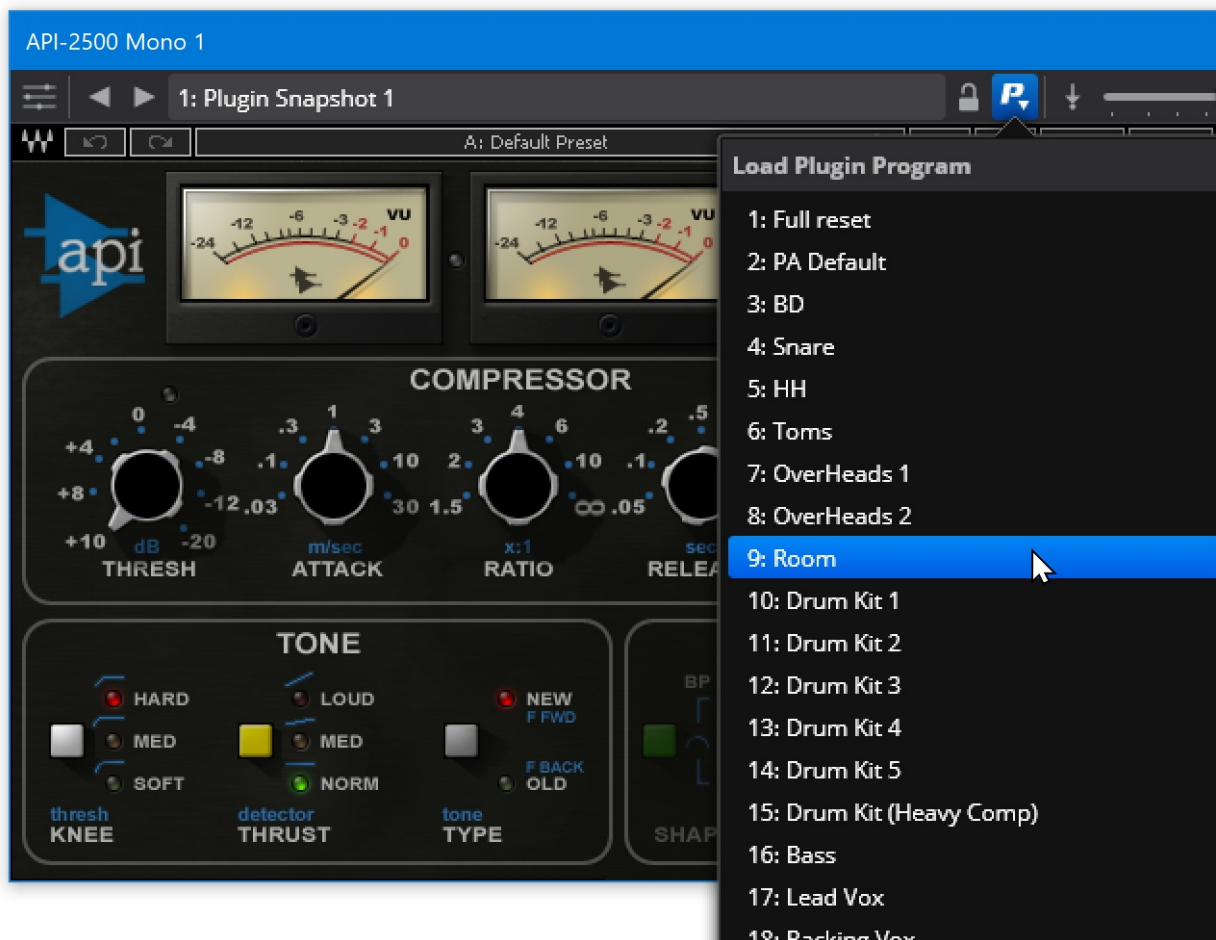 API-2500 Mono 1
1: Plugin Snapshot 1
P
A: Default Preset
Load Plugin Program
1: Full reset
2: PA Default
3: BD
4: Snare
5: HH
6: Toms
7: OverHeads 1
8: OverHeads 2
9: Room
10: Drum Kit 1
11: Drum Kit 2
12: Drum Kit 3
13: Drum Kit 4
14: Drum Kit 5
15: Drum Kit (Heavy Comp)
16: Bass
17: Lead Vox
18: Backing Vox
api
-24 -12 -6 -3 -2 -1 0 VU
-24 -12 -6 -3 -2 -1 0 VU
COMPRESSOR
+10 +8 +4 0 -4 -8 -12 -20
dB
THRESH
.03 .1 .3 1 3 10 30
m/sec
ATTACK
1.5 2 3 4 6 10 ∞
x:1
RATIO
.05 .1 .2 .5
sec
RELEA
TONE
HARD
MED
SOFT
thresh
KNEE
LOUD
MED
NORM
detector
THRUST
NEW
F FWD
F BACK
OLD
tone
TYPE
BP
SHAP